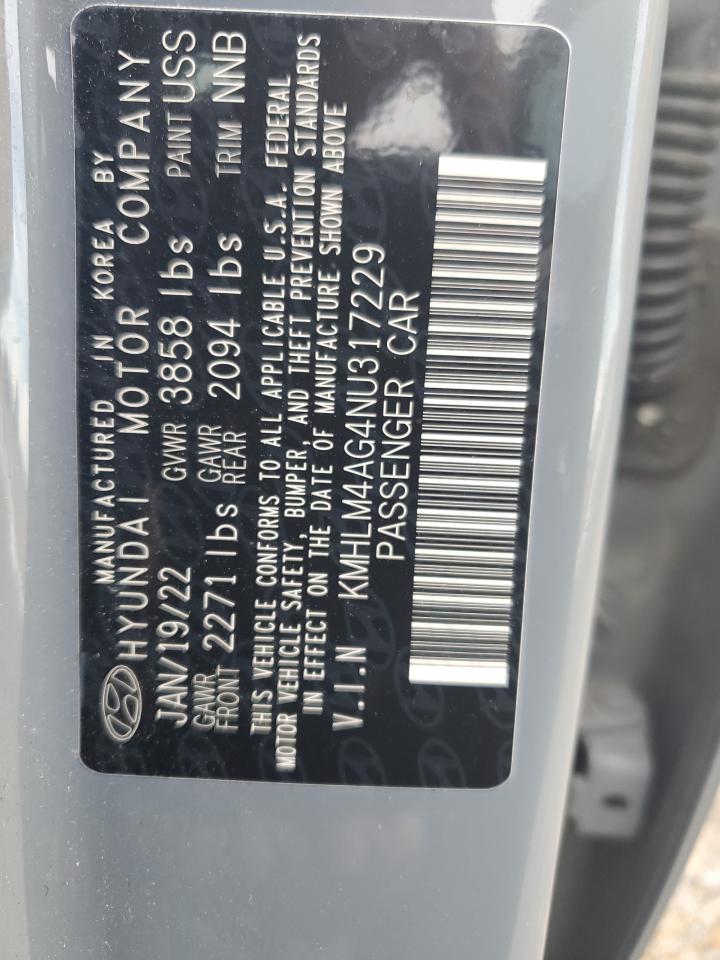 MANUFACTURED IN KOREA BY
HYUNDAI MOTOR COMPANY
JAN/19/22 GVWR 3858 lbs PAINT USS
GAWR FRONT 2271 lbs GAWR REAR 2094 lbs TRIM NNB
THIS VEHICLE CONFORMS TO ALL APPLICABLE U.S.A. FEDERAL
MOTOR VEHICLE SAFETY, BUMPER, AND THEFT PREVENTION STANDARDS
IN EFFECT ON THE DATE OF MANUFACTURE SHOWN ABOVE
V.I.N KMHLM4AG4NU317229
PASSENGER CAR